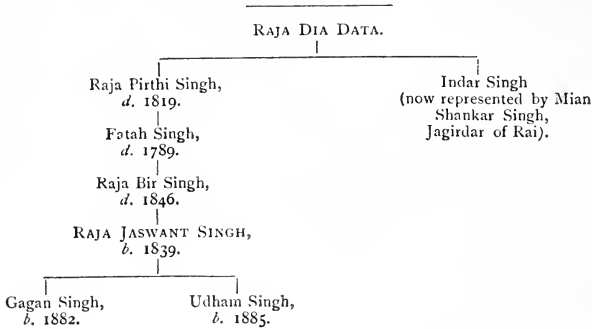 RAJA DIA DATA.
Raja Pirthi Singh,
d. 1819.
Indar Singh
(now represented by Mian
Shankar Singh,
Jagirdar of Rai).
Fatah Singh,
d. 1789.
Raja Bir Singh,
d. 1846.
RAJA JASWANT SINGH,
b. 1839.
Gagan Singh,
b. 1882.
Udham Singh,
b. 1885.